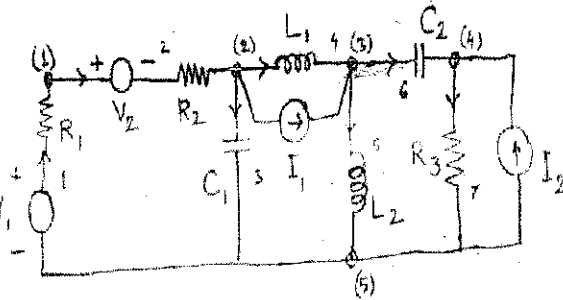 L1 4 (3) C2
(1) + - 2 (2) (4)
V2 R2 6
R1
+ 1 C1 3 I1 5 R3 I2
V1 L2 7
-
(5)